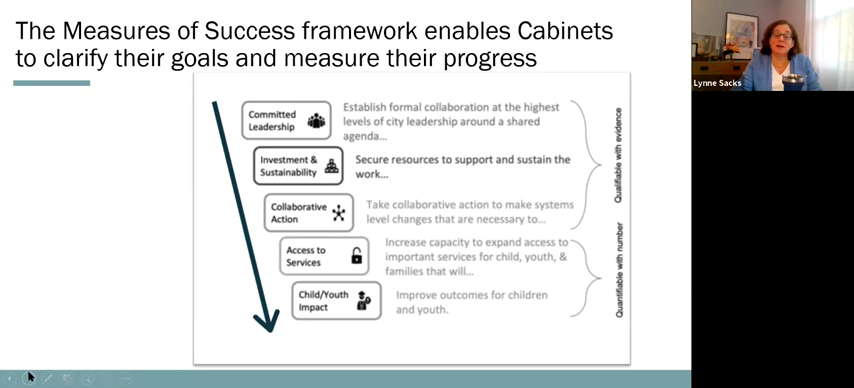 The Measures of Success framework enables Cabinets
to clarify their goals and measure their progress
Lynne Sacks
Committed
Leadership
Establish formal collaboration at the highest
levels of city leadership around a shared
agenda...
Investment &
Sustainability
Secure resources to support and sustain the
work...
Collaborative
Action
Take collaborative action to make systems
level changes that are necessary to...
Access to
Services
Increase capacity to expand access to
important services for child, youth, &
families that will...
Child/Youth
Impact
Improve outcomes for children
and youth.
Qualifiable with evidence
Quantifiable with number